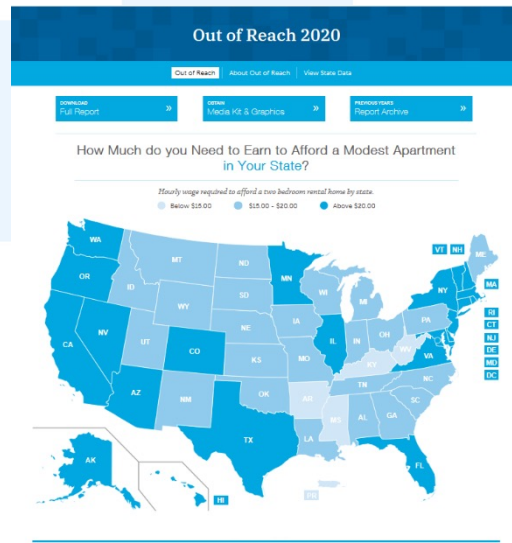 Out of Reach 2020
Out of Reach About Out of Reach View State Data
DOWNLOAD
Full Report »
OBTAIN
Media Kit & Graphics »
PREVIOUS YEARS
Report Archive »
How Much do you Need to Earn to Afford a Modest Apartment
in Your State?
Hourly wage required to afford a two bedroom rental home by state.
Below $15.00 $15.00 - $20.00 Above $20.00
WA
MT
ND
MN
VT NH
ME
OR
ID
SD
WI
MI
NY
MA
WY
RI
CT
NV
NE
IA
PA
NJ
CA
UT
CO
KS
MO
IL
IN
OH
WV
VA
DE
MD
DC
KY
AZ
NM
OK
AR
TN
NC
SC
MS
AL
GA
TX
LA
FL
AK
HI
PR